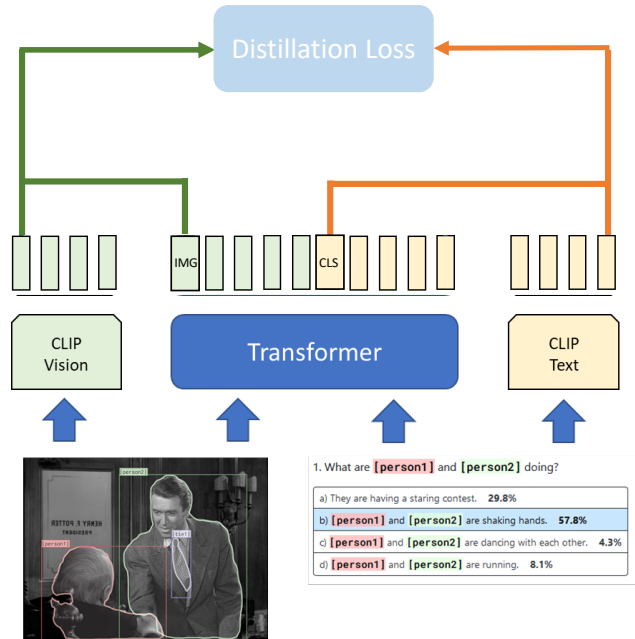 Distillation Loss
IMG
CLS
CLIP
Vision
Transformer
CLIP
Text
[person2]
[tie1]
HENRY F. POTTER
PRESIDENT
[person1]
1. What are [person1] and [person2] doing?
a) They are having a staring contest. 29.8%
b) [person1] and [person2] are shaking hands. 57.8%
c) [person1] and [person2] are dancing with each other. 4.3%
d) [person1] and [person2] are running. 8.1%